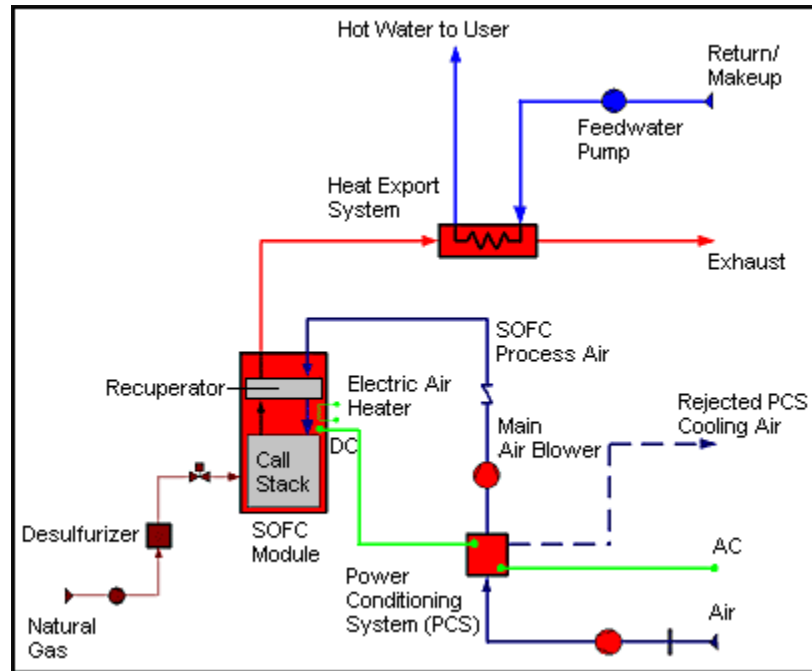 Hot Water to User
Return/
Makeup
Feedwater
Pump
Heat Export
System
Exhaust
SOFC
Process Air
Recuperator
Electric Air
Heater
Rejected PCS
Cooling Air
Main
Air Blower
DC
Call
Stack
Desulfurizer
SOFC
Module
AC
Power
Conditioning
System (PCS)
Air
Natural
Gas